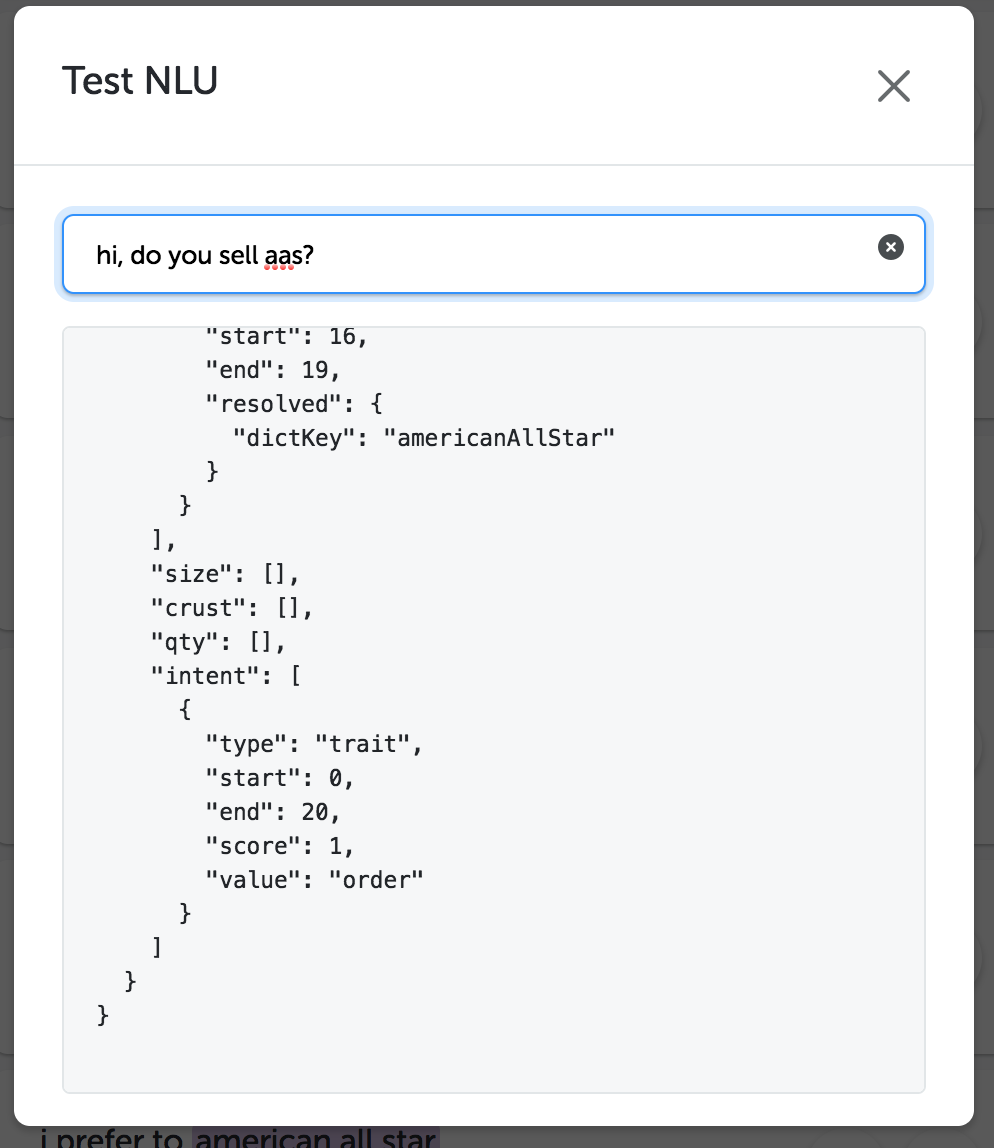 Test NLU
hi, do you sell aas?
"start": 16,
"end": 19,
"resolved": {
"dictKey": "americanAllStar"
}
}
],
"size": [],
"crust": [],
"qty": [],
"intent": [
{
"type": "trait",
"start": 0,
"end": 20,
"score": 1,
"value": "order"
}
]
}
}
i prefer to american all star